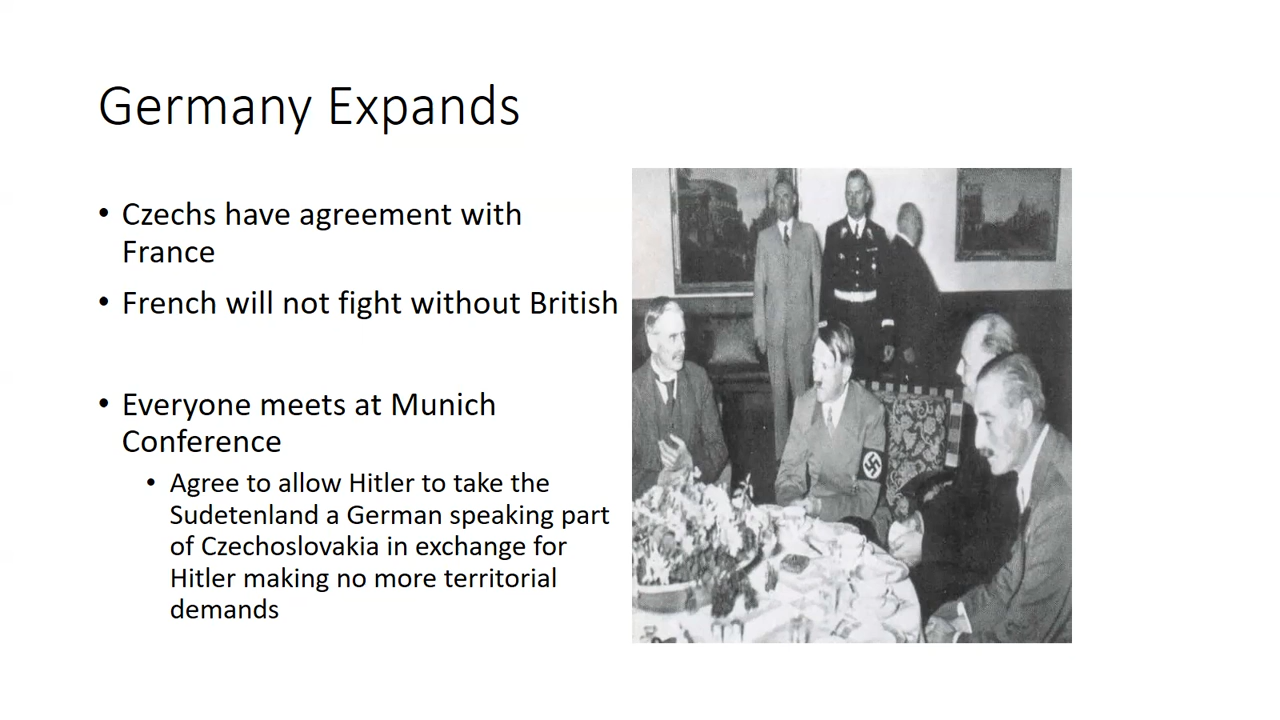 Germany Expands
• Czechs have agreement with
France
• French will not fight without British
• Everyone meets at Munich
Conference
• Agree to allow Hitler to take the
Sudetenland a German speaking part
of Czechoslovakia in exchange for
Hitler making no more territorial
demands